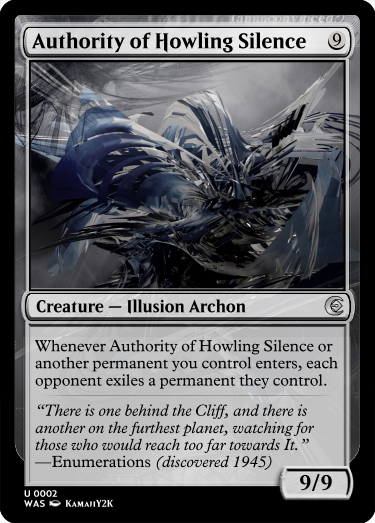 Authority of Howling Silence 9
Creature — Illusion Archon
Whenever Authority of Howling Silence or
another permanent you control enters, each
opponent exiles a permanent they control.
“There is one behind the Cliff, and there is
another on the furthest planet, watching for
those who would reach too far towards It.”
—Enumerations (discovered 1945)
9/9
U 0002
WAS KamajiY2K